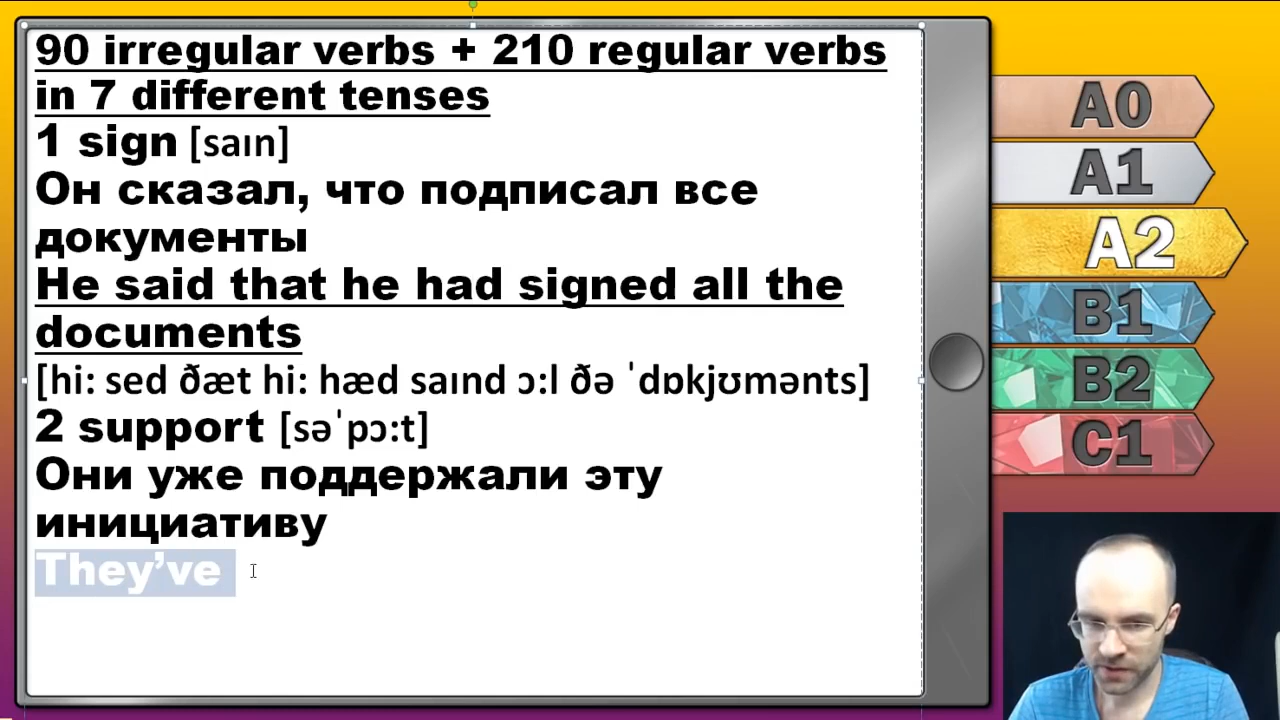 90 irregular verbs + 210 regular verbs
in 7 different tenses
1 sign [saɪn]
Он сказал, что подписал все
документы
He said that he had signed all the
documents
[hi: sed ðæt hi: hæd saɪnd ɔ:l ðə ˈdɒkjʊmənts]
2 support [səˈpɔ:t]
Они уже поддержали эту
инициативу
They’ve
A0
A1
A2
B1
B2
C1